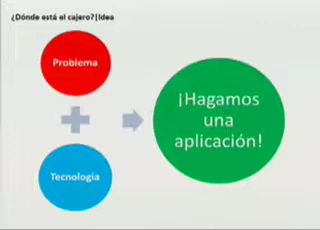 ¿Dónde está el cajero?|Idea
Problema
Tecnología
¡Hagamos
una
aplicación!